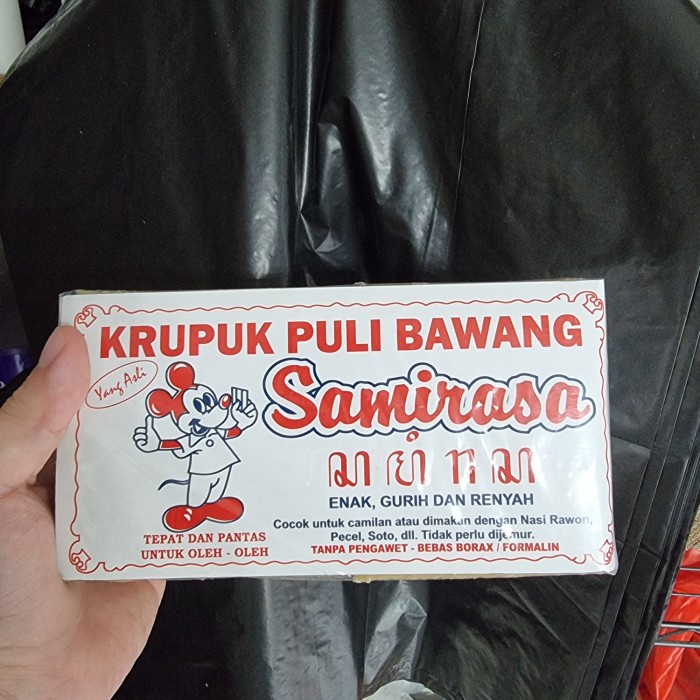 KRUPUK PULI BAWANG
Yang Asli
Samirasa
ENAK, GURIH DAN RENYAH
Cocok untuk camilan atau dimakan dengan Nasi Rawon,
Pecel, Soto, dll. Tidak perlu dijemur.
TANPA PENGAWET - BEBAS BORAX / FORMALIN
TEPAT DAN PANTAS
UNTUK OLEH - OLEH